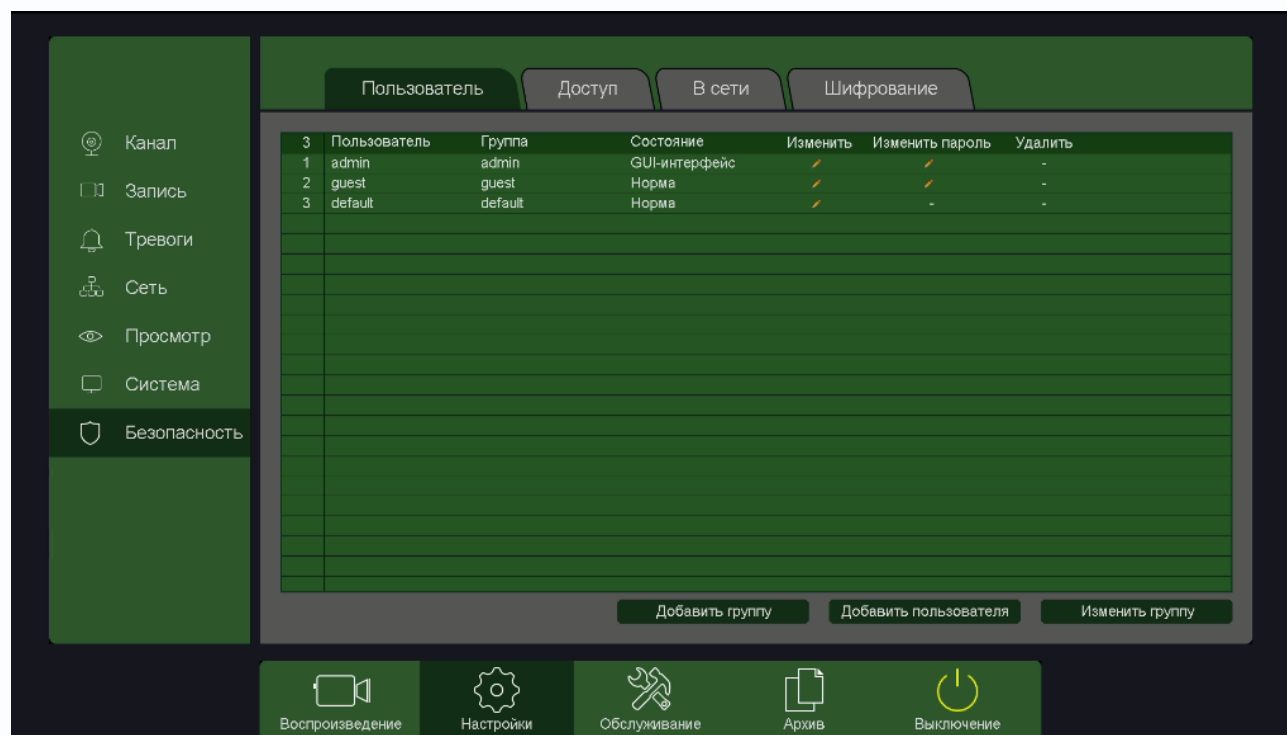 Пользователь Доступ В сети Шифрование
Канал
Запись
Тревоги
Сеть
Просмотр
Система
Безопасность
3 Пользователь Группа Состояние Изменить Изменить пароль Удалить
1 admin admin GUI-интерфейс -
2 guest guest Норма -
3 default default Норма - -
Добавить группу Добавить пользователя Изменить группу
Воспроизведение Настройки Обслуживание Архив Выключение